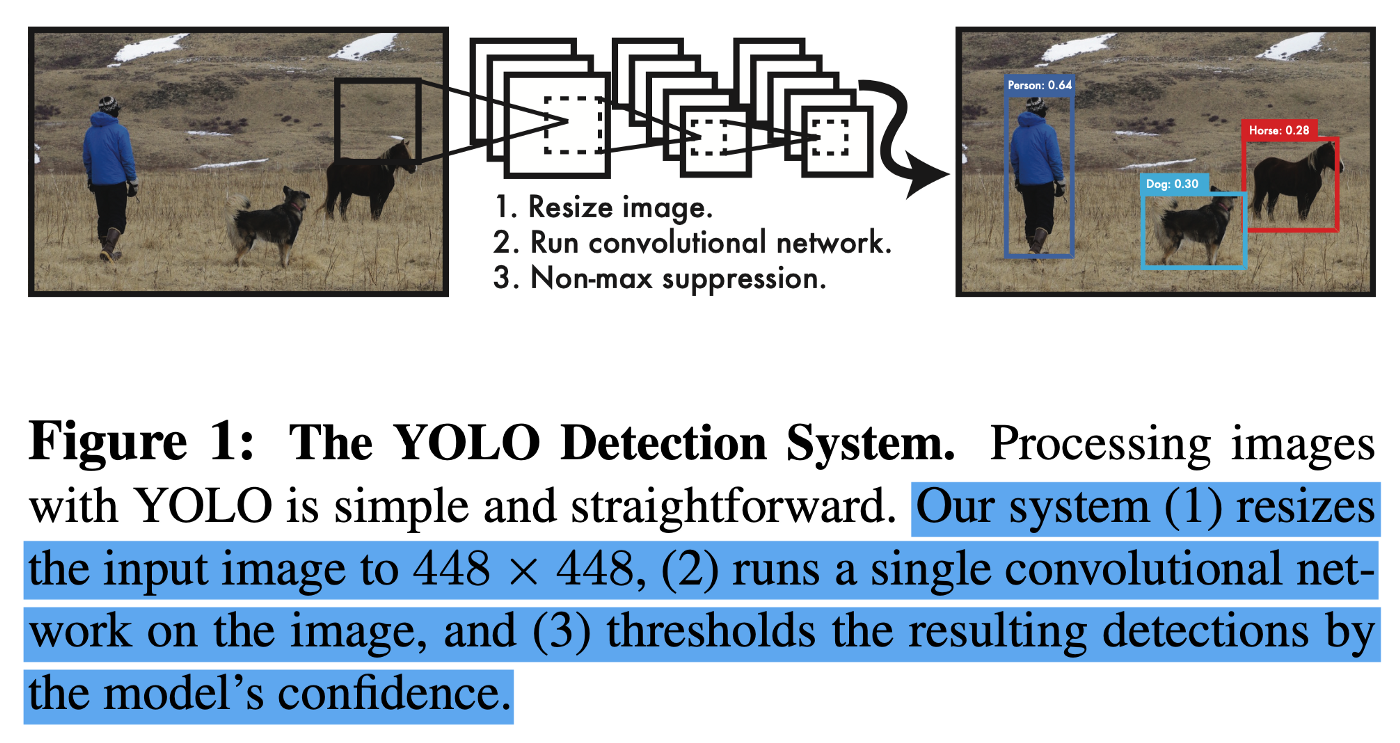 Person: 0.64
Horse: 0.28
Dog: 0.30
1. Resize image.
2. Run convolutional network.
3. Non-max suppression.
Figure 1: The YOLO Detection System. Processing images
with YOLO is simple and straightforward. Our system (1) resizes
the input image to 448 × 448, (2) runs a single convolutional net-
work on the image, and (3) thresholds the resulting detections by
the model’s confidence.